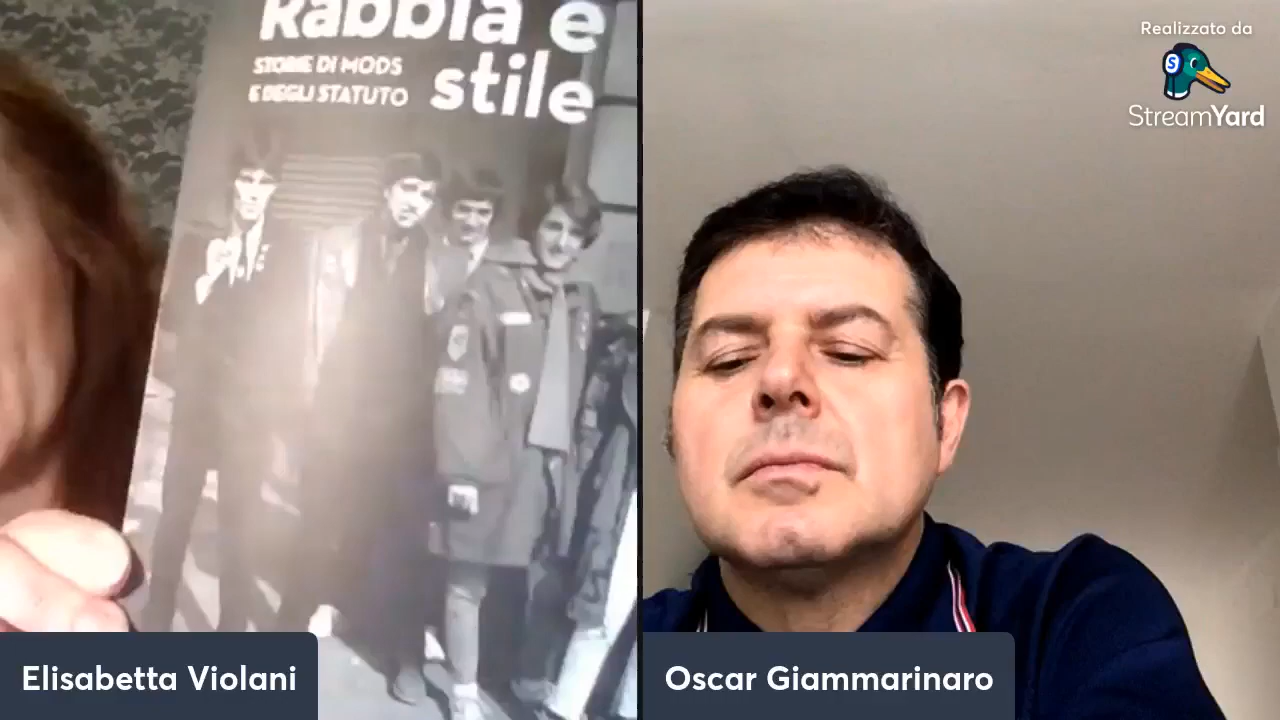 Rabbia e
stile
STORIE DI MODS
E DEGLI STATUTO
Realizzato da
S
StreamYard
Elisabetta Violani
Oscar Giammarinaro